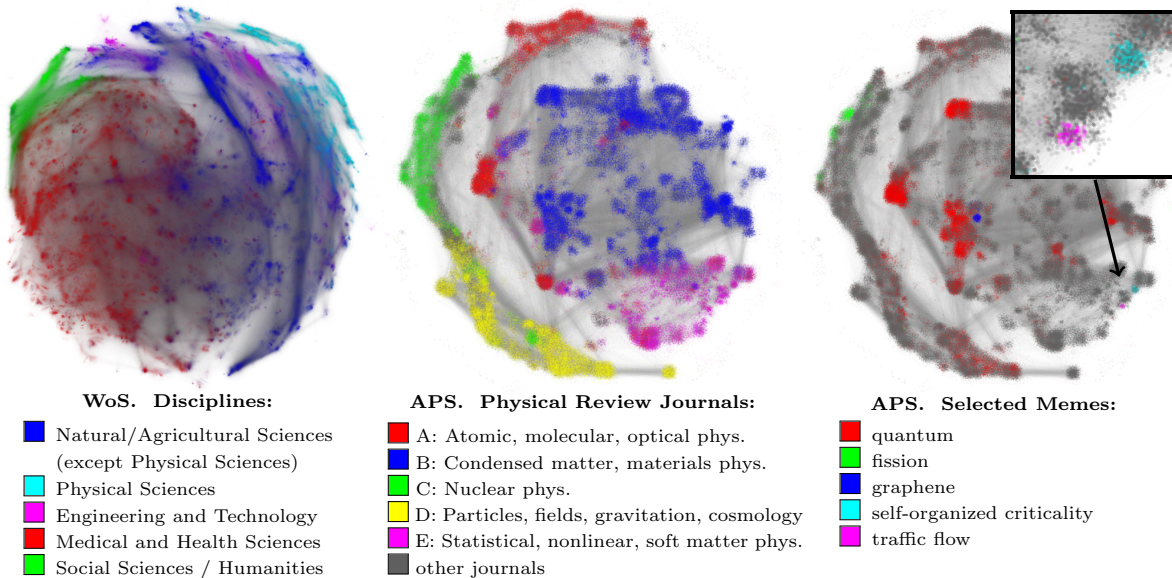 WoS. Disciplines:
Natural/Agricultural Sciences
(except Physical Sciences)
Physical Sciences
Engineering and Technology
Medical and Health Sciences
Social Sciences / Humanities
APS. Physical Review Journals:
A: Atomic, molecular, optical phys.
B: Condensed matter, materials phys.
C: Nuclear phys.
D: Particles, fields, gravitation, cosmology
E: Statistical, nonlinear, soft matter phys.
other journals
APS. Selected Memes:
quantum
fission
graphene
self-organized criticality
traffic flow